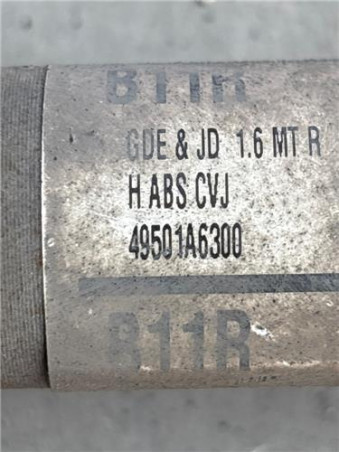 B11R
GDE & JD 1.6 MT R
H ABS CVJ
49501A6300
B11R